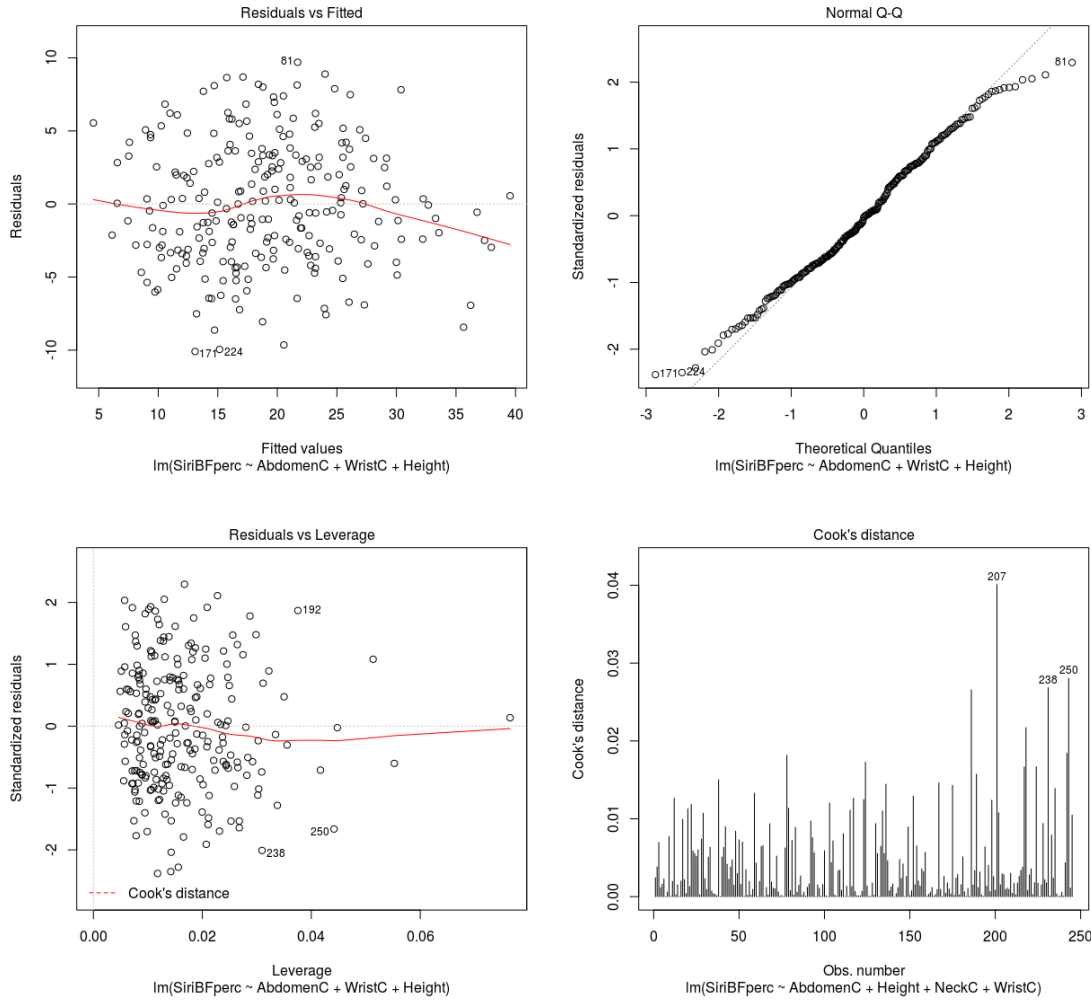 Residuals vs Fitted
Residuals
10
5
0
-5
-10
81
171
224
5 10 15 20 25 30 35 40
Fitted values
lm(SiriBFperc ~ AbdomenC + WristC + Height)
Normal Q-Q
Standardized residuals
2
1
0
-1
-2
81
171
224
-3 -2 -1 0 1 2 3
Theoretical Quantiles
lm(SiriBFperc ~ AbdomenC + WristC + Height)
Residuals vs Leverage
Standardized residuals
2
1
0
-1
-2
192
250
238
Cook's distance
0.00 0.02 0.04 0.06
Leverage
lm(SiriBFperc ~ AbdomenC + WristC + Height)
Cook's distance
Cook's distance
0.04
0.03
0.02
0.01
0.00
207
250
238
0 50 100 150 200 250
Obs. number
lm(SiriBFperc ~ AbdomenC + Height + NeckC + WristC)